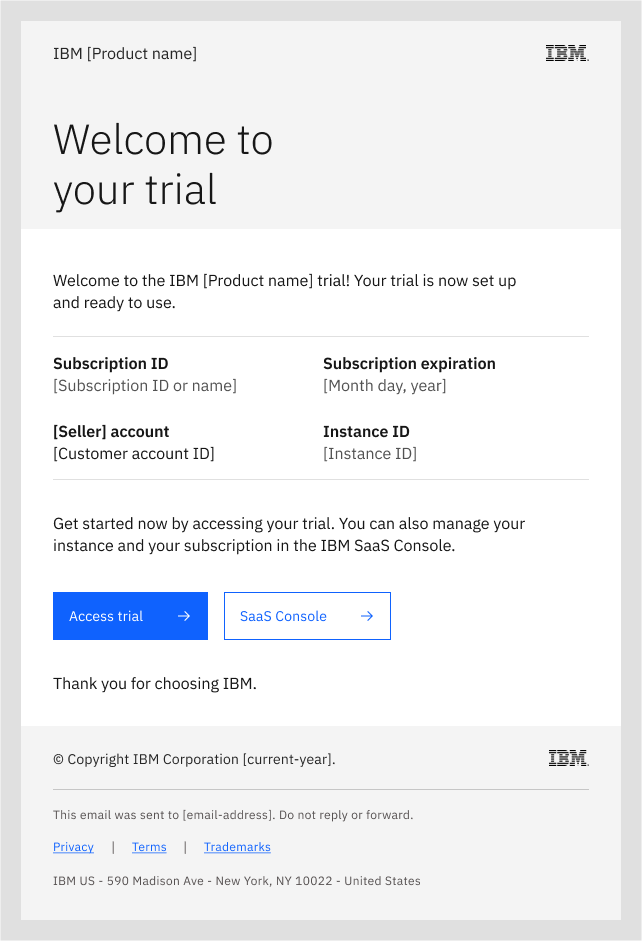 IBM [Product name]
IBM
Welcome to
your trial
Welcome to the IBM [Product name] trial! Your trial is now set up
and ready to use.
Subscription ID
[Subscription ID or name]
Subscription expiration
[Month day, year]
[Seller] account
[Customer account ID]
Instance ID
[Instance ID]
Get started now by accessing your trial. You can also manage your
instance and your subscription in the IBM SaaS Console.
Access trial →
SaaS Console →
Thank you for choosing IBM.
© Copyright IBM Corporation [current-year].
IBM
This email was sent to [email-address]. Do not reply or forward.
Privacy | Terms | Trademarks
IBM US - 590 Madison Ave - New York, NY 10022 - United States